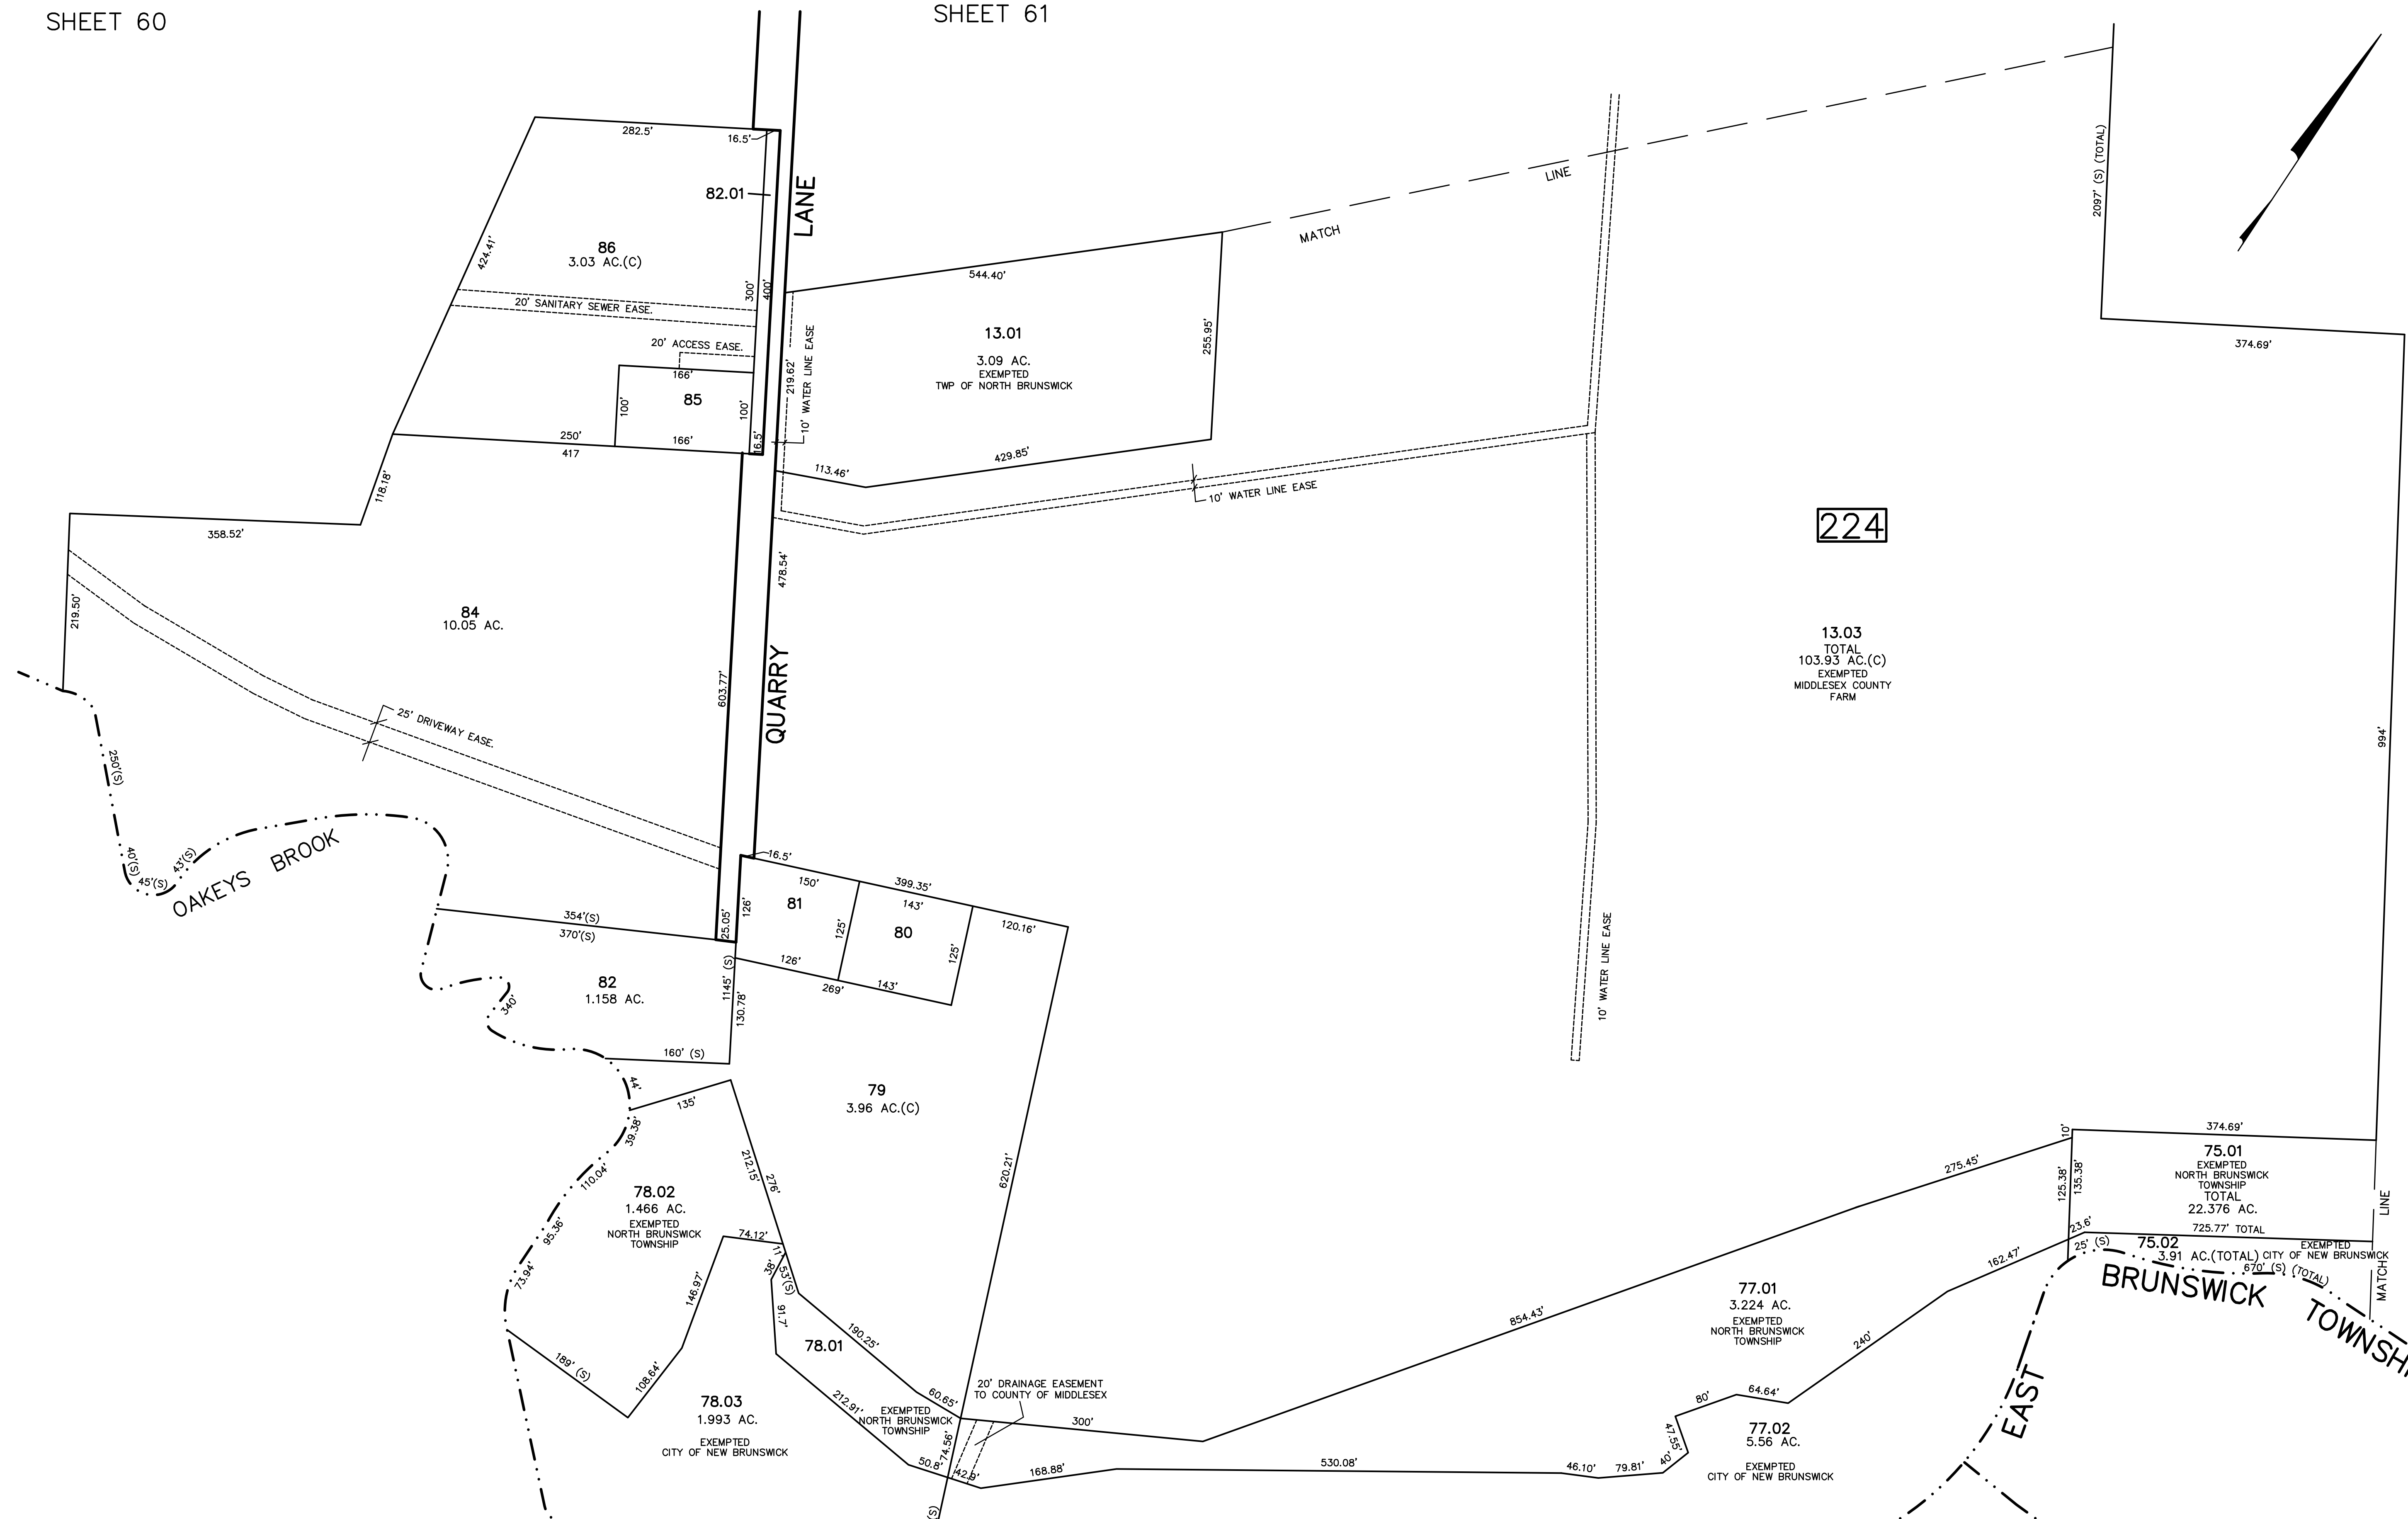 SHEET 60
SHEET 61
282.5'
16.5'
82.01
LANE
424.41'
86
3.03 AC.(C)
300'
400'
20' SANITARY SEWER EASE.
20' ACCESS EASE.
166'
85
100'
100'
16.5'
250'
166'
417
118.18'
219.62'
10' WATER LINE EASE
544.40'
13.01
3.09 AC.
EXEMPTED
TWP OF NORTH BRUNSWICK
255.95'
113.46'
429.85'
10' WATER LINE EASE
MATCH
LINE
2097' (S) (TOTAL)
374.69'
224
13.03
TOTAL
103.93 AC.(C)
EXEMPTED
MIDDLESEX COUNTY
FARM
994'
358.52'
219.50'
84
10.05 AC.
478.54'
603.77'
QUARRY
25' DRIVEWAY EASE.
250'(S)
40'(S)
45'(S)
43'(S)
OAKEYS BROOK
16.5'
150'
399.35'
143'
120.16'
81
80
126'
125'
125'
25.05'
126'
143'
269'
354'(S)
370'(S)
82
1.158 AC.
1145' (S)
130.78'
340'
160' (S)
44'
10' WATER LINE EASE
79
3.96 AC.(C)
620.21'
135'
39.38'
110.04'
95.36'
73.94'
212.15'
276'
78.02
1.466 AC.
EXEMPTED
NORTH BRUNSWICK
TOWNSHIP
74.12'
11'
38'
53'(S)
91.7'
146.97'
108.64'
189' (S)
78.01
190.25'
60.65'
212.91'
EXEMPTED
NORTH BRUNSWICK
TOWNSHIP
50.8'
74.56'
42.9'
78.03
1.993 AC.
EXEMPTED
CITY OF NEW BRUNSWICK
(S)
20' DRAINAGE EASEMENT
TO COUNTY OF MIDDLESEX
300'
168.88'
530.08'
46.10'
79.81'
40'
47.55'
80'
64.64'
240'
162.47'
854.43'
275.45'
77.01
3.224 AC.
EXEMPTED
NORTH BRUNSWICK
TOWNSHIP
77.02
5.56 AC.
EXEMPTED
CITY OF NEW BRUNSWICK
10'
374.69'
75.01
EXEMPTED
NORTH BRUNSWICK
TOWNSHIP
TOTAL
22.376 AC.
125.38'
135.38'
23.6'
725.77' TOTAL
25' (S)
75.02
3.91 AC.(TOTAL)
EXEMPTED
CITY OF NEW BRUNSWICK
670' (S) (TOTAL)
MATCH LINE
EAST BRUNSWICK TOWNSHI